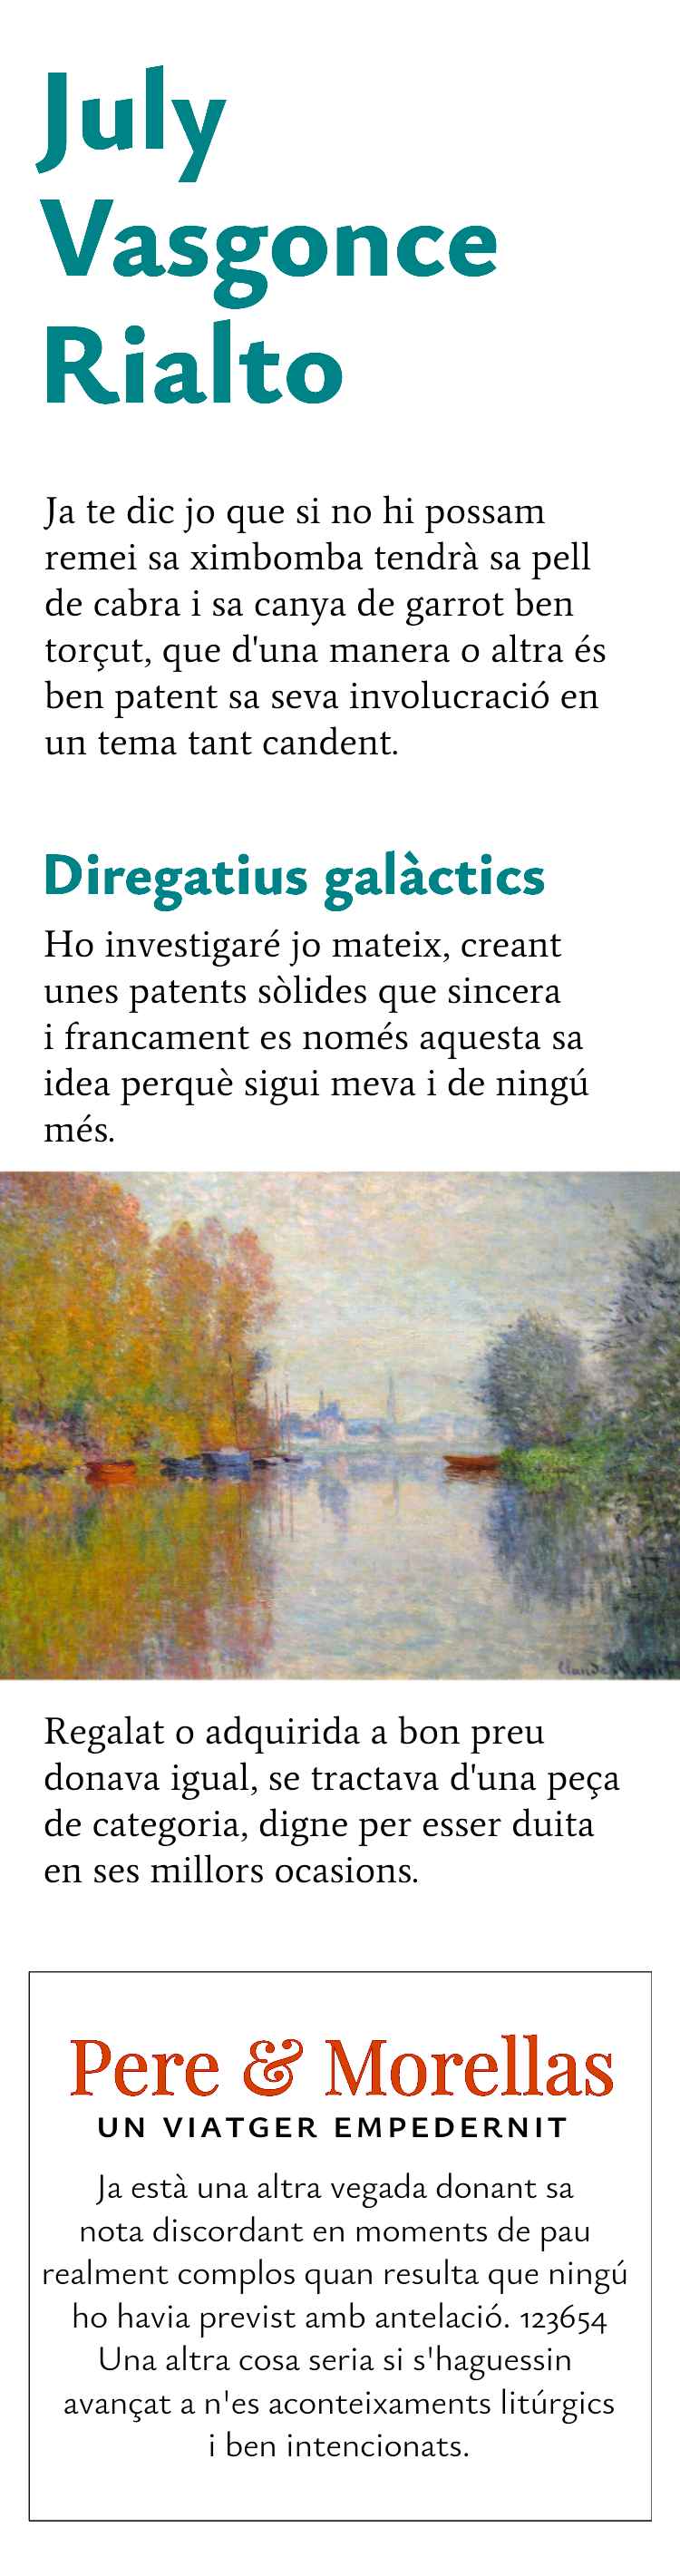 July
Vasgonce
Rialto
Ja te dic jo que si no hi possam
remei sa ximbomba tendrà sa pell
de cabra i sa canya de garrot ben
torçut, que d'una manera o altra és
ben patent sa seva involucració en
un tema tant candent.
Diregatius galàctics
Ho investigaré jo mateix, creant
unes patents sòlides que sincera
i francament es només aquesta sa
idea perquè sigui meva i de ningú
més.
Claude Monet
Regalat o adquirida a bon preu
donava igual, se tractava d'una peça
de categoria, digne per esser duita
en ses millors ocasions.
Pere & Morellas
UN VIATGER EMPEDERNIT
Ja està una altra vegada donant sa
nota discordant en moments de pau
realment complos quan resulta que ningú
ho havia previst amb antelació. 123654
Una altra cosa seria si s'haguessin
avançat a n'es aconteixaments litúrgics
i ben intencionats.